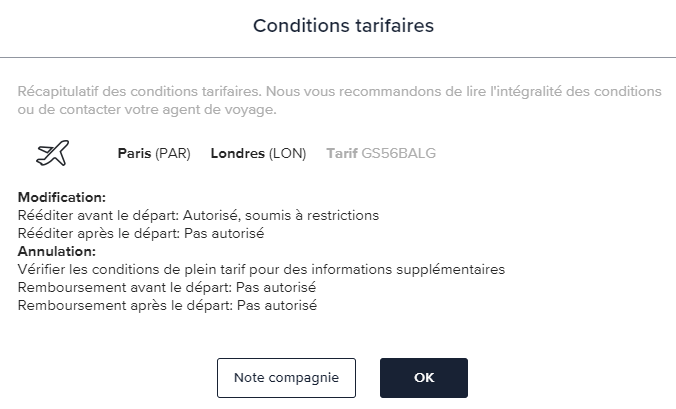 Conditions tarifaires
Récapitulatif des conditions tarifaires. Nous vous recommandons de lire l'intégralité des conditions
ou de contacter votre agent de voyage.
Paris (PAR) Londres (LON) Tarif GS56BALG
Modification:
Rééditer avant le départ: Autorisé, soumis à restrictions
Rééditer après le départ: Pas autorisé
Annulation:
Vérifier les conditions de plein tarif pour des informations supplémentaires
Remboursement avant le départ: Pas autorisé
Remboursement après le départ: Pas autorisé
Note compagnie OK